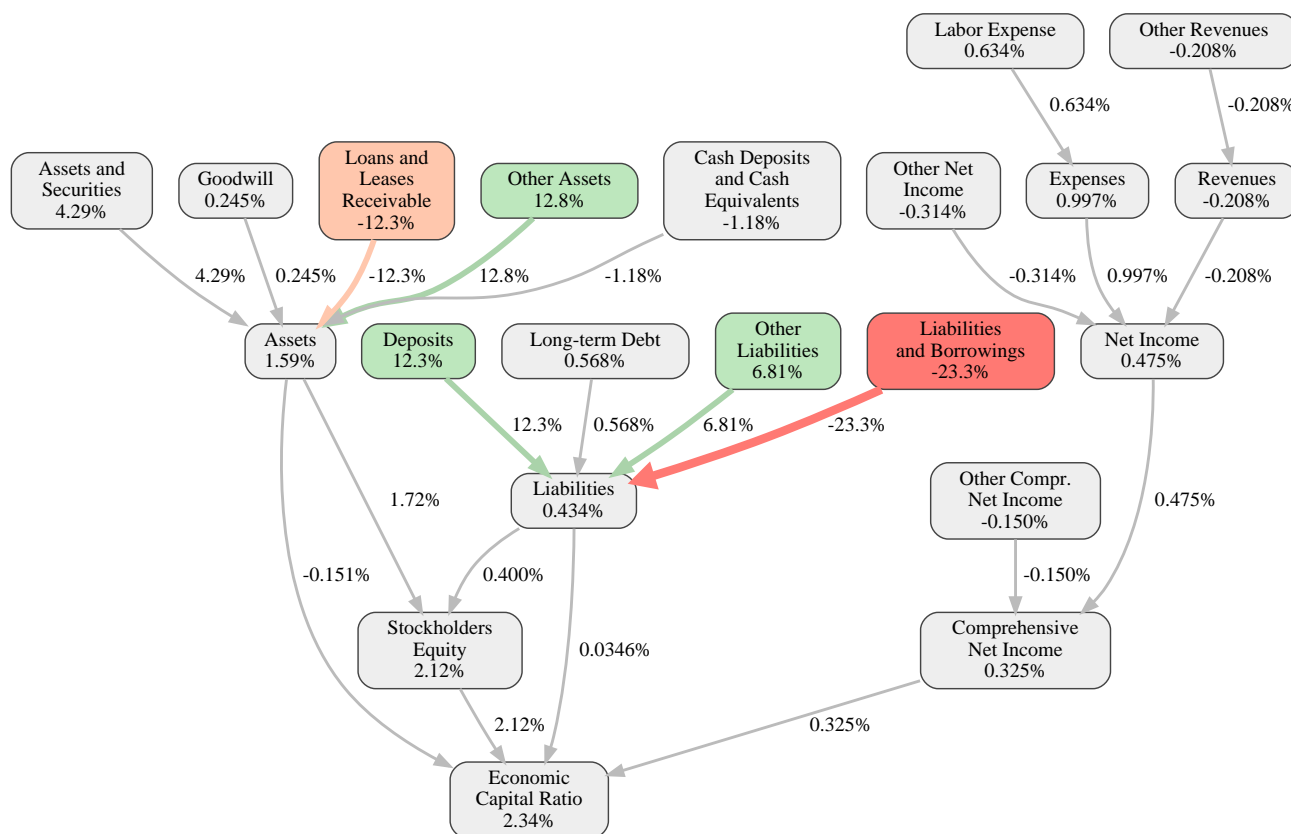 Labor Expense
0.634%
Other Revenues
-0.208%
0.634%
-0.208%
Assets and
Securities
4.29%
Goodwill
0.245%
Loans and
Leases
Receivable
-12.3%
Other Assets
12.8%
Cash Deposits
and Cash
Equivalents
-1.18%
Other Net
Income
-0.314%
Expenses
0.997%
Revenues
-0.208%
4.29%
0.245%
-12.3%
12.8%
-1.18%
-0.314%
0.997%
-0.208%
Assets
1.59%
Deposits
12.3%
Long-term Debt
0.568%
Other
Liabilities
6.81%
Liabilities
and Borrowings
-23.3%
Net Income
0.475%
12.3%
0.568%
6.81%
-23.3%
Liabilities
0.434%
Other Compr.
Net Income
-0.150%
1.72%
0.475%
-0.151%
0.400%
-0.150%
Stockholders
Equity
2.12%
0.0346%
Comprehensive
Net Income
0.325%
2.12%
0.325%
Economic
Capital Ratio
2.34%